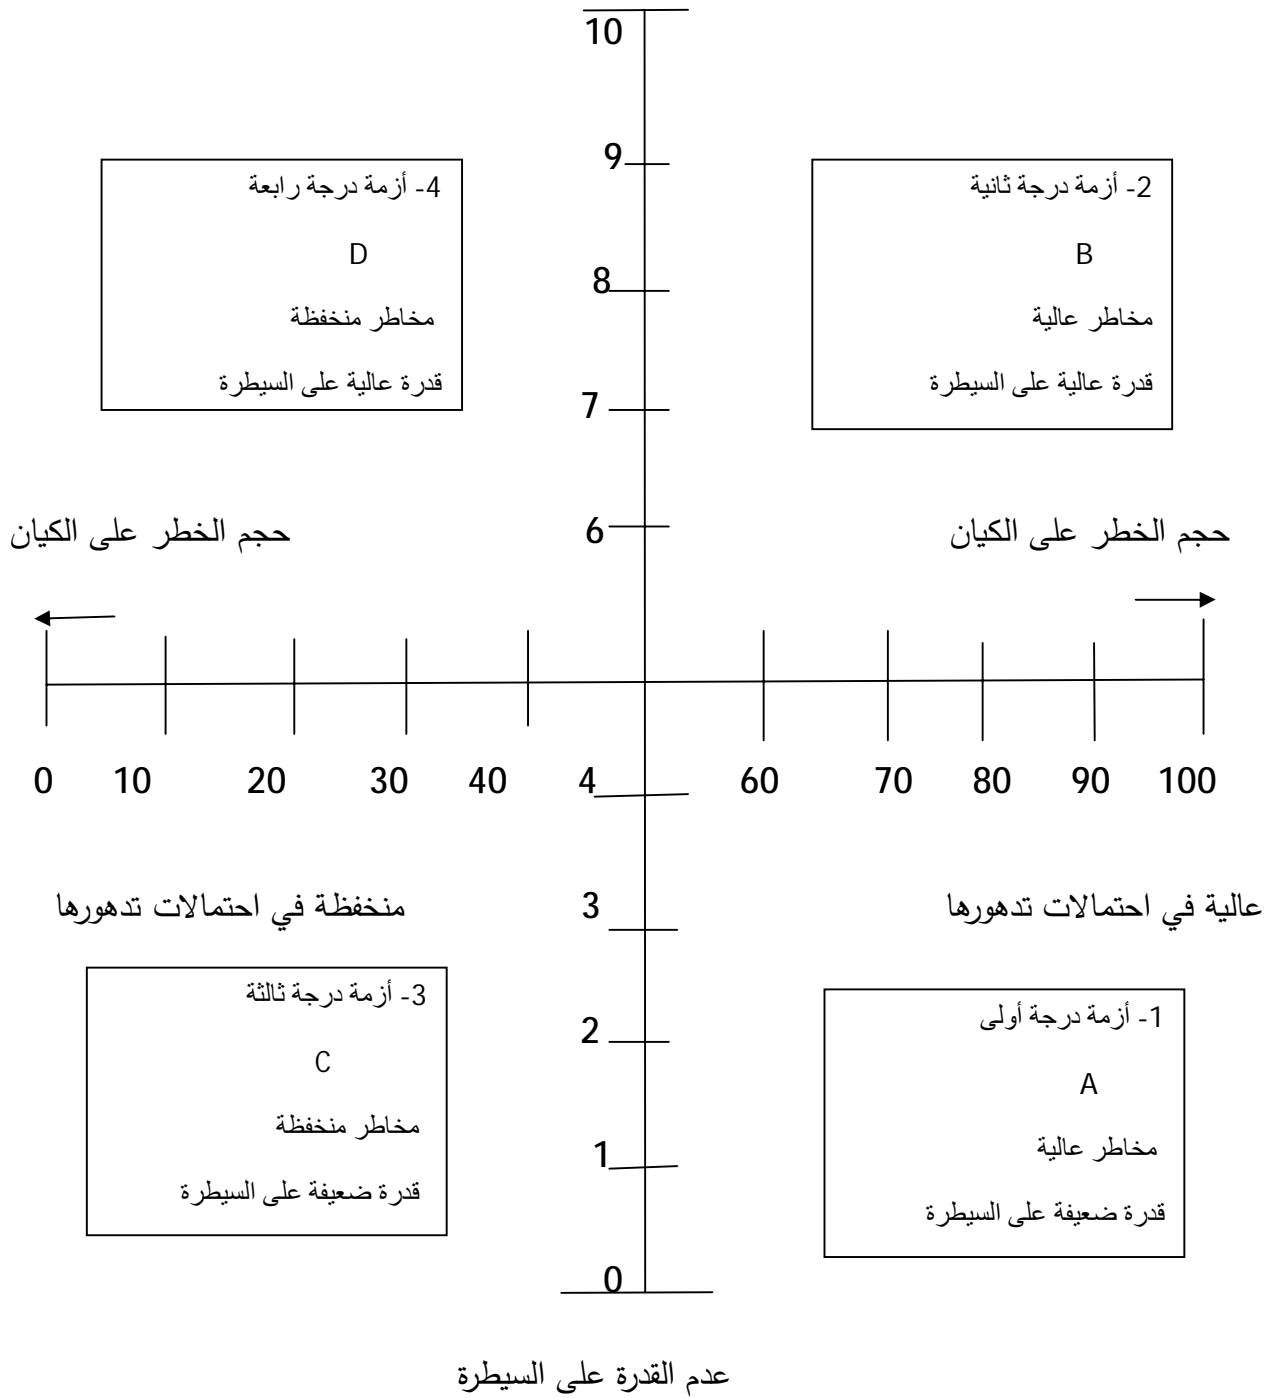 10
9
2- أزمة درجة ثانية
B
مخاطر عالية
قدرة عالية على السيطرة
4- أزمة درجة رابعة
D
مخاطر منخفظة
قدرة عالية على السيطرة
8
7
6
حجم الخطر على الكيان
حجم الخطر على الكيان
0 10 20 30 40 4 60 70 80 90 100
عالية في احتمالات تدهورها
منخفظة في احتمالات تدهورها
3
1- أزمة درجة أولى
A
مخاطر عالية
قدرة ضعيفة على السيطرة
3- أزمة درجة ثالثة
C
مخاطر منخفظة
قدرة ضعيفة على السيطرة
2
1
0
عدم القدرة على السيطرة